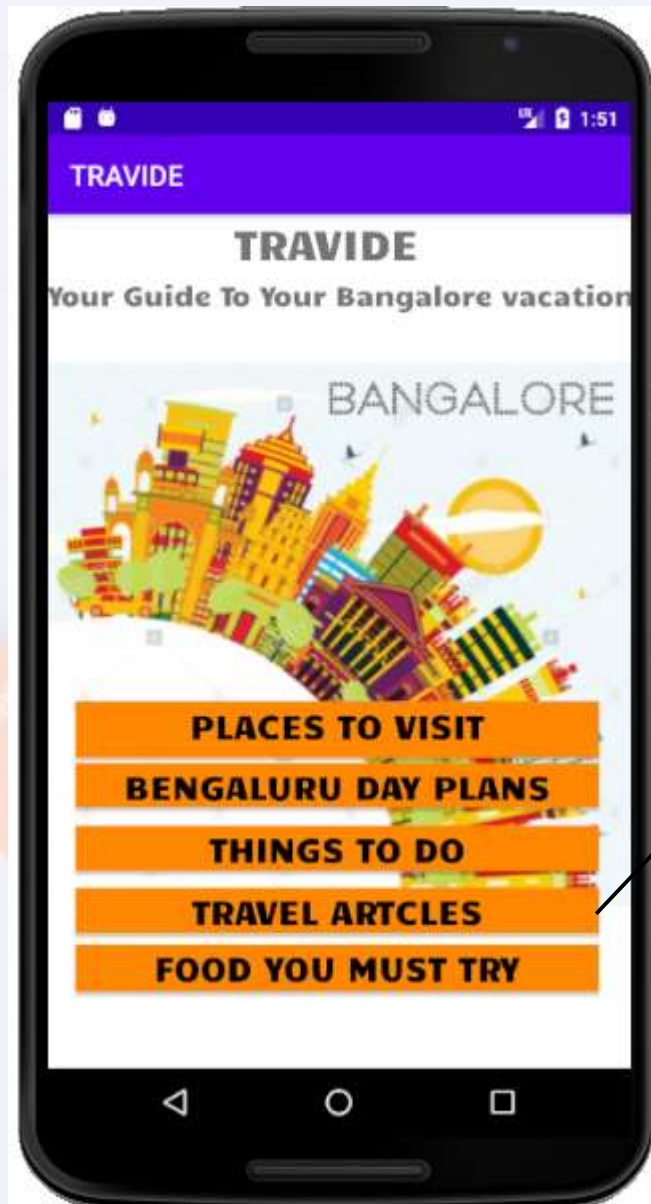 1:51
TRAVIDE
TRAVIDE
Your Guide To Your Bangalore vacation
BANGALORE
PLACES TO VISIT
BENGALURU DAY PLANS
THINGS TO DO
TRAVEL ARTCLES
FOOD YOU MUST TRY